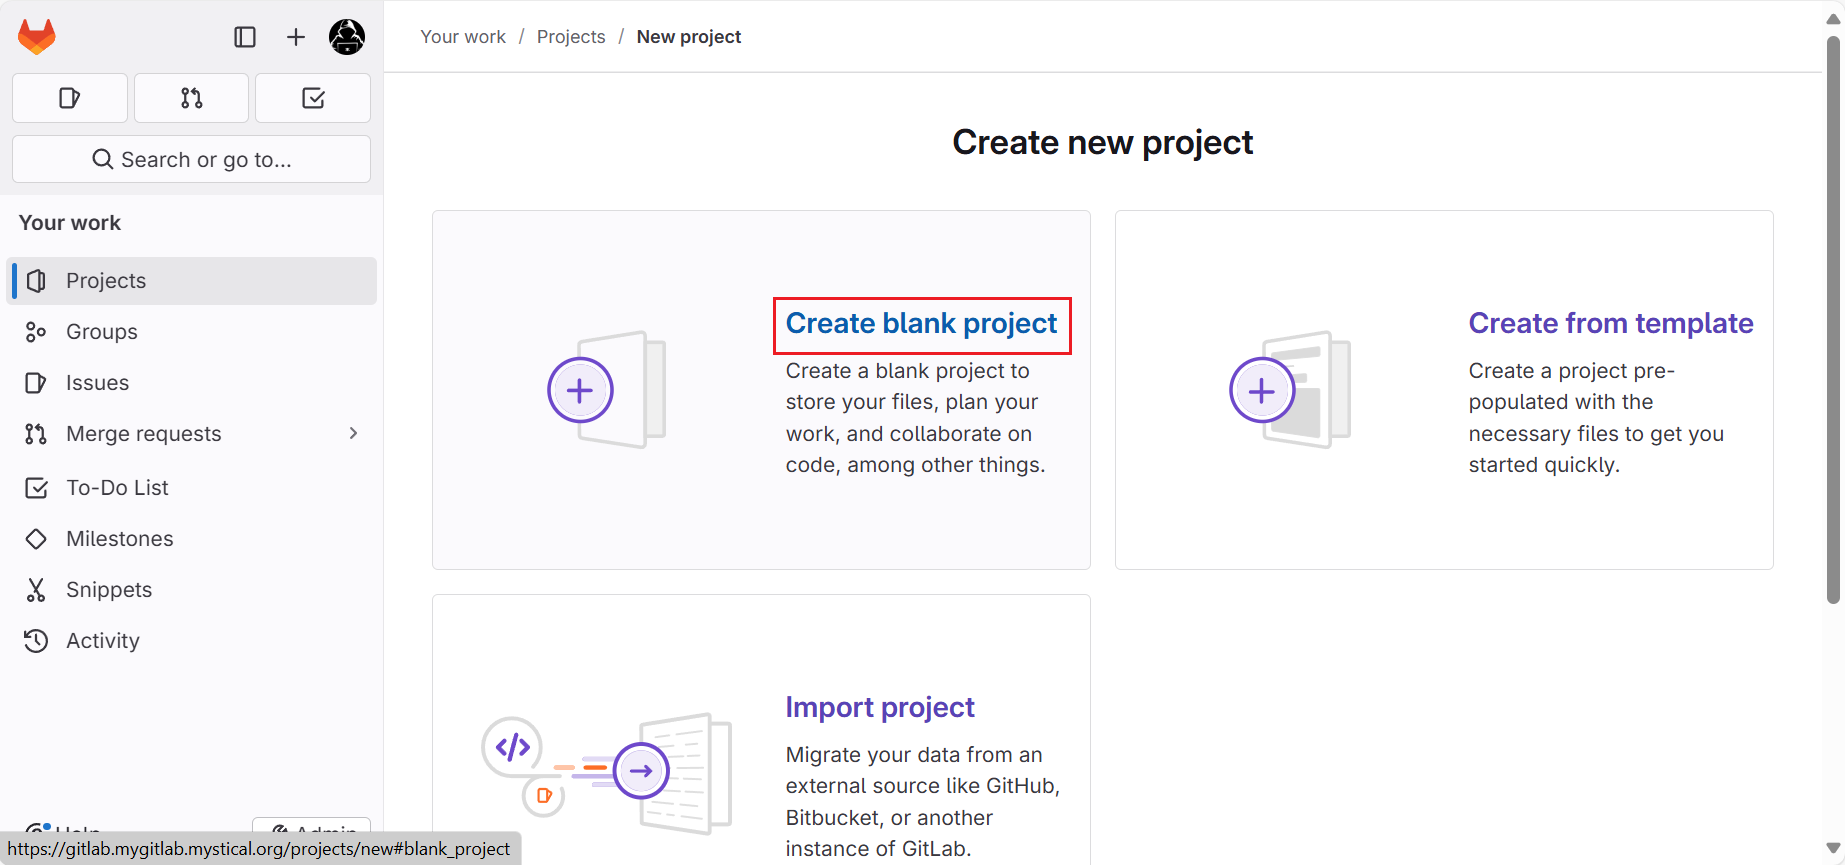 Your work / Projects / New project
Search or go to...
Your work
Projects
Groups
Issues
Merge requests
To-Do List
Milestones
Snippets
Activity
Help
Admin
https://gitlab.mygitlab.mystical.org/projects/new#blank_project
Create new project
Create blank project
Create a blank project to
store your files, plan your
work, and collaborate on
code, among other things.
Create from template
Create a project pre-
populated with the
necessary files to get you
started quickly.
Import project
Migrate your data from an
external source like GitHub,
Bitbucket, or another
instance of GitLab.